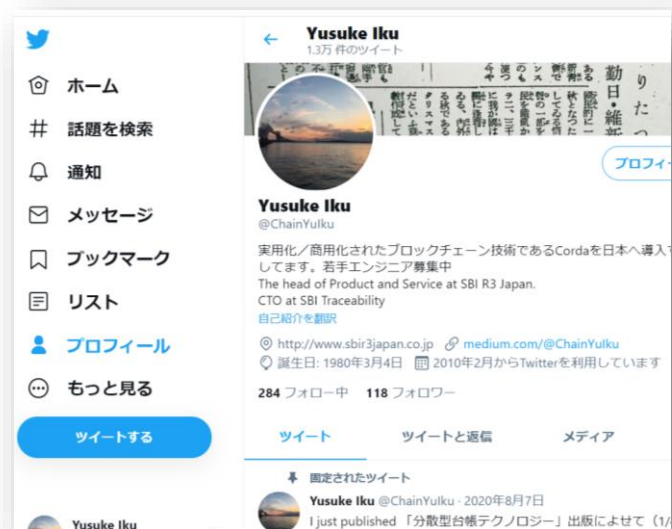 Yusuke Iku
1.3万 件のツイート
ホーム
話題を検索
通知
メッセージ
ブックマーク
リスト
プロフィール
もっと見る
ツイートする
Yusuke Iku
勤日・維新
りたつ
プロフィー
Yusuke Iku
@ChainYuIku
実用化/商用化されたブロックチェーン技術であるCordaを日本へ導入
してます。若手エンジニア募集中
The head of Product and Service at SBI R3 Japan.
CTO at SBI Traceability
自己紹介を翻訳
http://www.sbir3japan.co.jp medium.com/@ChainYuIku
誕生日: 1980年3月4日 2010年2月からTwitterを利用しています
284 フォロー中 118 フォロワー
ツイート ツイートと返信 メディア
固定されたツイート
Yusuke Iku @ChainYuIku · 2020年8月7日
I just published 「分散型台帳テクノロジー」出版によせて (1/